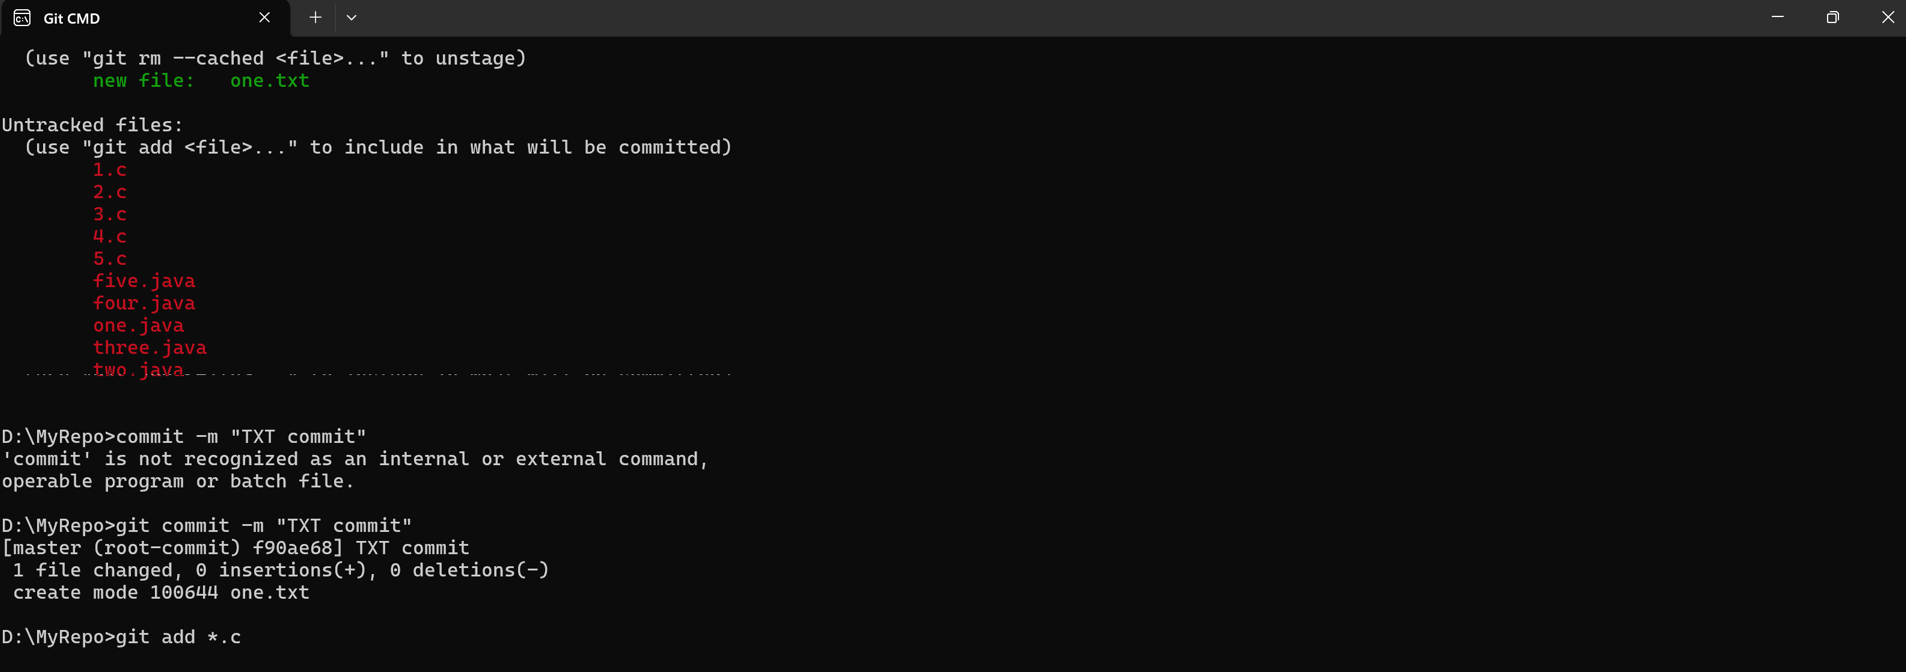 Git CMD
(use "git rm --cached <file>..." to unstage)
new file:   one.txt
Untracked files:
(use "git add <file>..." to include in what will be committed)
1.c
2.c
3.c
4.c
5.c
five.java
four.java
one.java
three.java
two.java
D:\MyRepo>commit -m "TXT commit"
'commit' is not recognized as an internal or external command,
operable program or batch file.
D:\MyRepo>git commit -m "TXT commit"
[master (root-commit) f90ae68] TXT commit
1 file changed, 0 insertions(+), 0 deletions(-)
create mode 100644 one.txt
D:\MyRepo>git add *.c